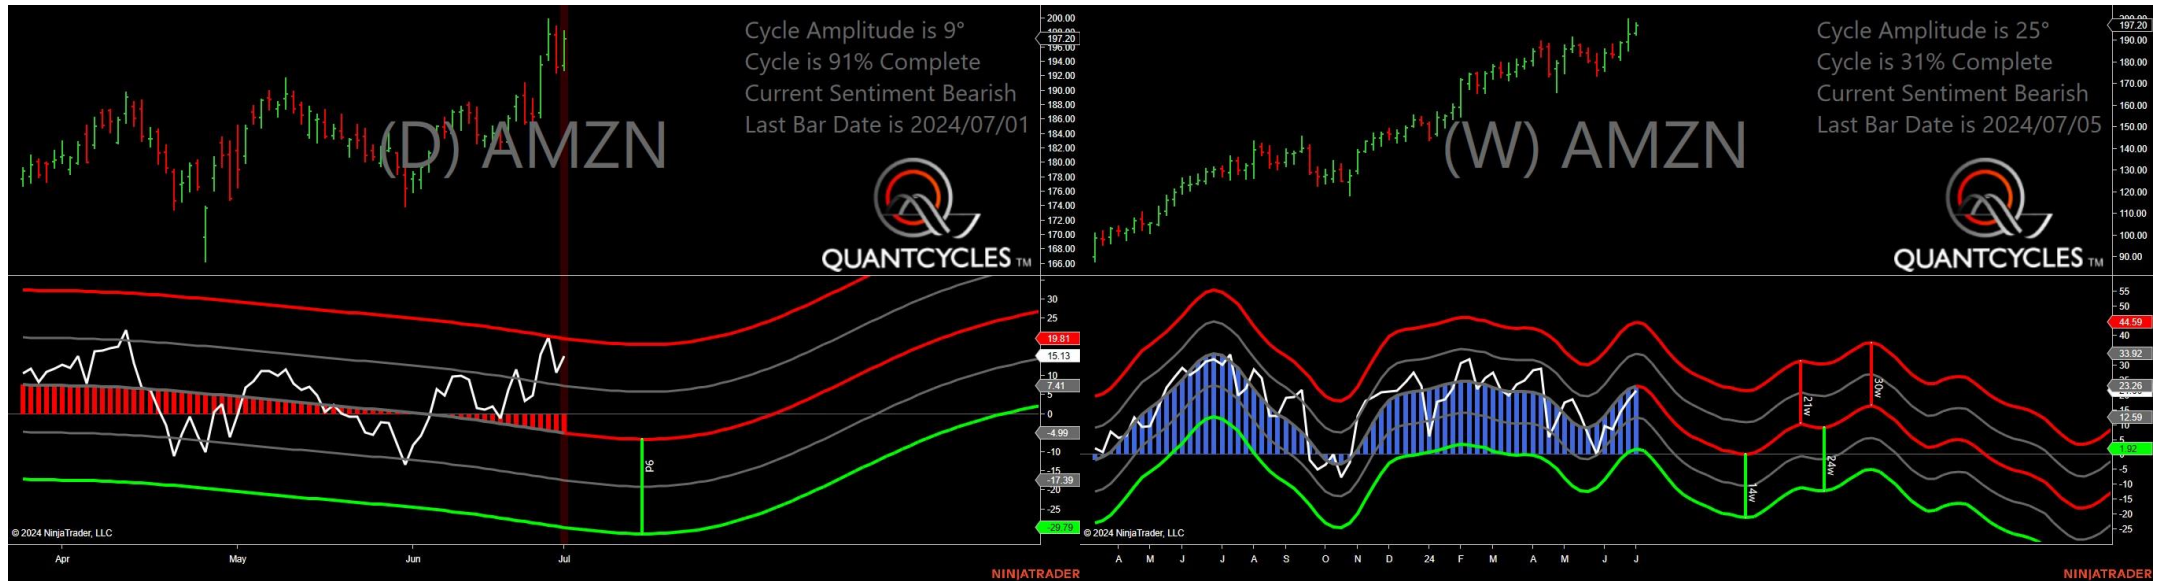 Cycle Amplitude is 9°
Cycle is 91% Complete
Current Sentiment Bearish
Last Bar Date is 2024/07/01
(D) AMZN
QUANTCYCLES TM
200.00
197.20
196.00
194.00
192.00
190.00
188.00
186.00
184.00
182.00
180.00
178.00
176.00
174.00
172.00
170.00
168.00
166.00
30
25
19.81
15.13
10
7.41
5
0
-4.99
-10
-15
-17.39
-20
-25
-29.79
9d
© 2024 NinjaTrader, LLC
Apr May Jun Jul
NINJATRADER
Cycle Amplitude is 25°
Cycle is 31% Complete
Current Sentiment Bearish
Last Bar Date is 2024/07/05
(W) AMZN
QUANTCYCLES TM
197.20
190.00
180.00
170.00
160.00
150.00
140.00
130.00
120.00
110.00
100.00
90.00
55
50
44.59
40
33.92
30
23.26
12.59
10
5
1.92
-5
-10
-15
-20
-25
21w
30w
14w
24w
© 2024 NinjaTrader, LLC
A M J J A S O N D 24 F M A M J J
NINJATRADER